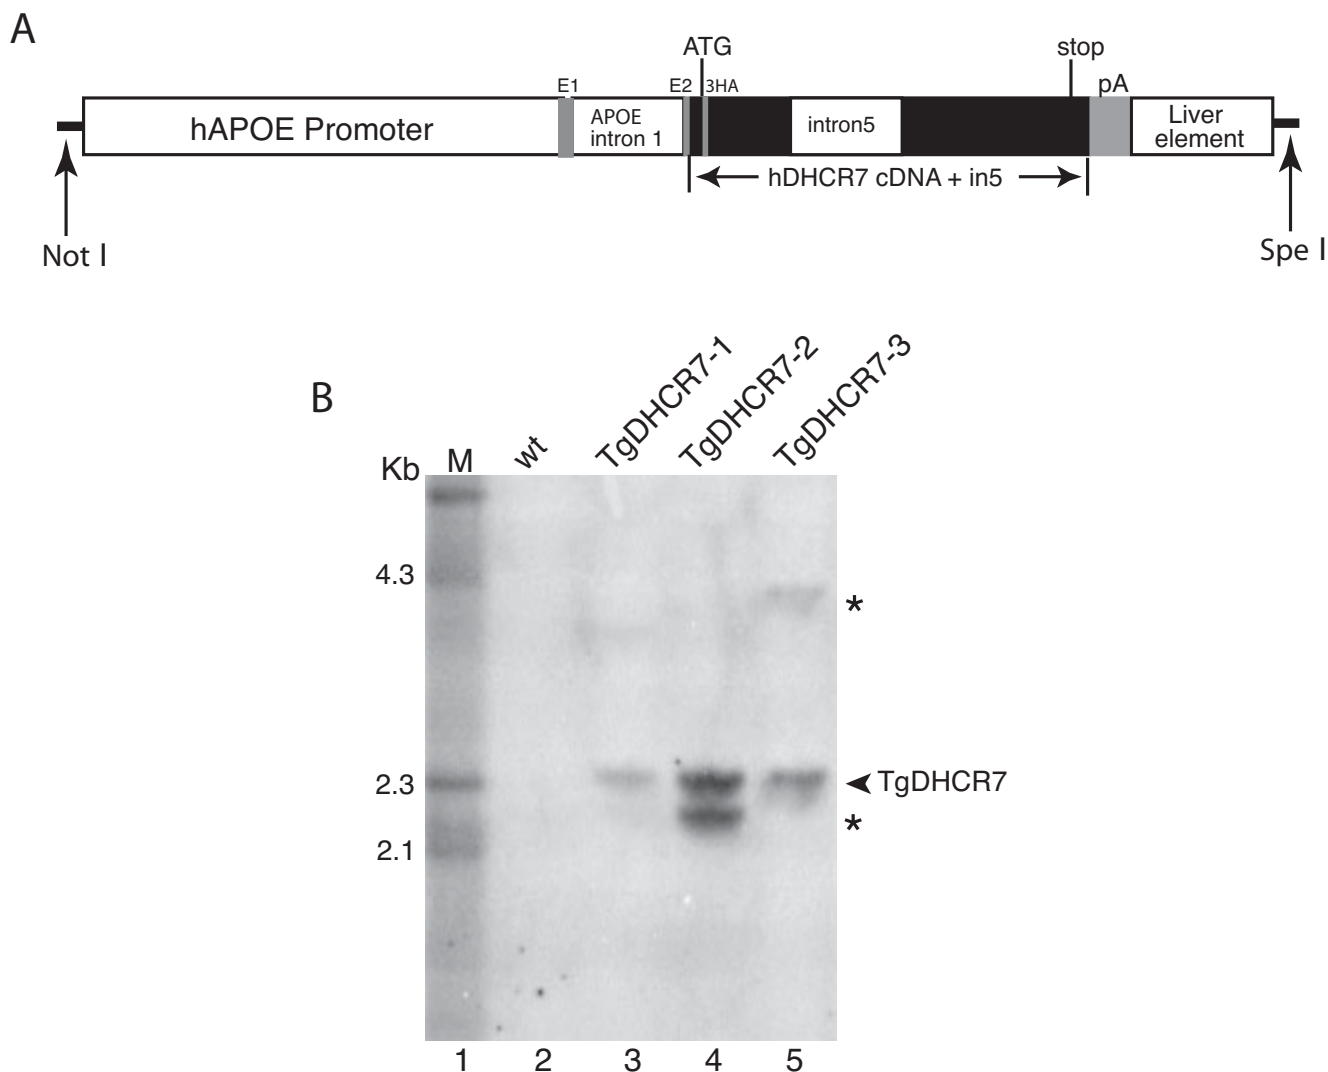 A
ATG
stop
E1
E2
3HA
pA
hAPOE Promoter
APOE
intron 1
intron5
Liver
element
hDHCR7 cDNA + in5
Not I
Spe I
B
Kb
M
wt
TgDHCR7-1
TgDHCR7-2
TgDHCR7-3
4.3
*
2.3
TgDHCR7
*
2.1
1 2 3 4 5